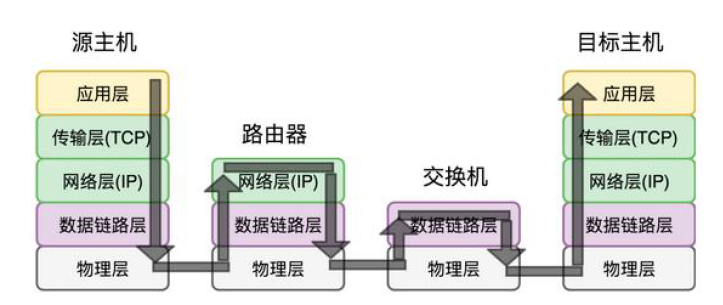 源主机
目标主机
路由器
交换机
应用层
传输层(TCP)
网络层(IP)
数据链路层
物理层
网络层(IP)
数据链路层
物理层
数据链路层
物理层
应用层
传输层(TCP)
网络层(IP)
数据链路层
物理层